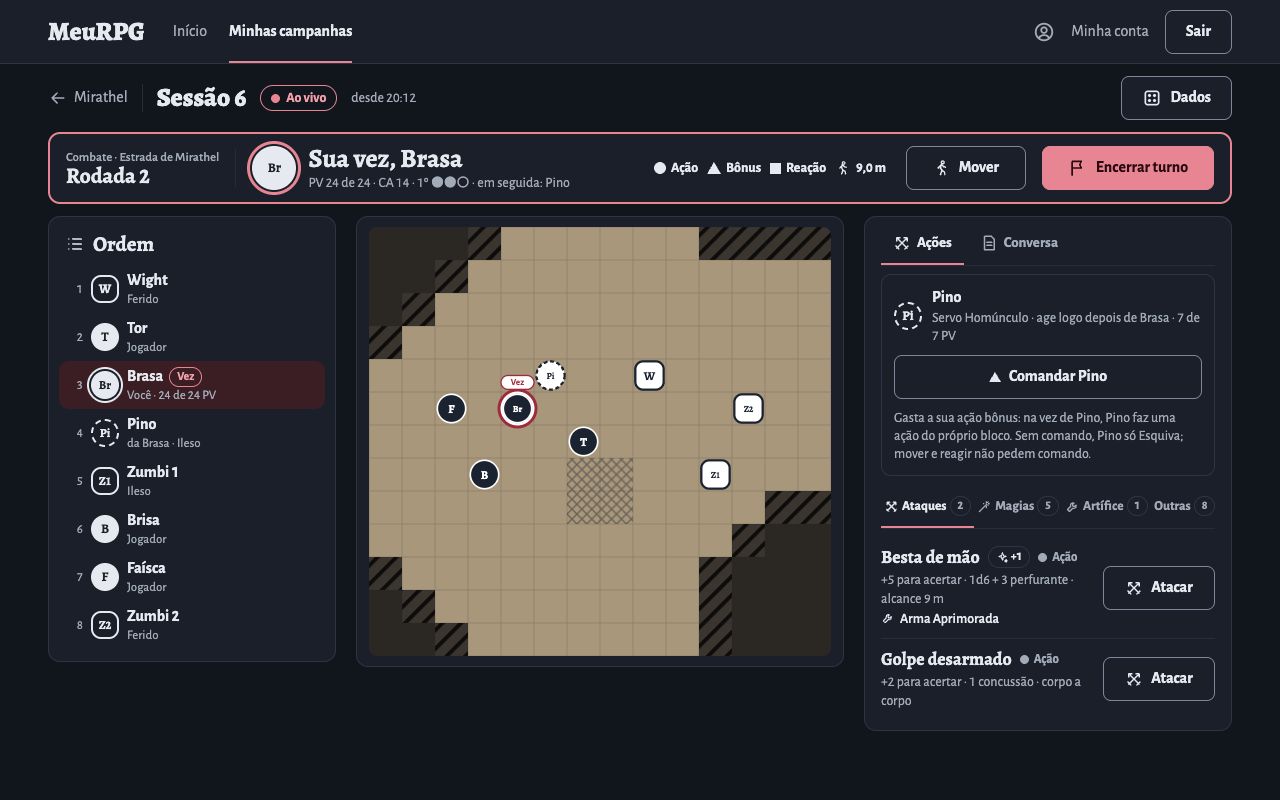 MeuRPG
Início
Minhas campanhas
Minha conta
Sair
Mirathel
Sessão 6
Ao vivo
desde 20:12
Dados
Combate · Estrada de Mirathel
Rodada 2
Br
Sua vez, Brasa
PV 24 de 24 · CA 14 · 1º · em seguida: Pino
Ação
Bônus
Reação
9,0 m
Mover
Encerrar turno
Ordem
1
W
Wight
Ferido
2
T
Tor
Jogador
3
Br
Brasa
Vez
Você · 24 de 24 PV
4
Pi
Pino
da Brasa · Ileso
5
Z1
Zumbi 1
Ileso
6
B
Brisa
Jogador
7
F
Faísca
Jogador
8
Z2
Zumbi 2
Ferido
Pi
W
Vez
F
Br
Z2
T
B
Z1
Ações
Conversa
Pi
Pino
Servo Homúnculo · age logo depois de Brasa · 7 de
7 PV
Comandar Pino
Gasta a sua ação bônus: na vez de Pino, Pino faz uma
ação do próprio bloco. Sem comando, Pino só Esquiva;
mover e reagir não pedem comando.
Ataques 2
Magias 5
Artífice 1
Outras 8
Besta de mão
+1
Ação
+5 para acertar · 1d6 + 3 perfurante ·
alcance 9 m
Arma Aprimorada
Atacar
Golpe desarmado
Ação
+2 para acertar · 1 concussão · corpo a
corpo
Atacar